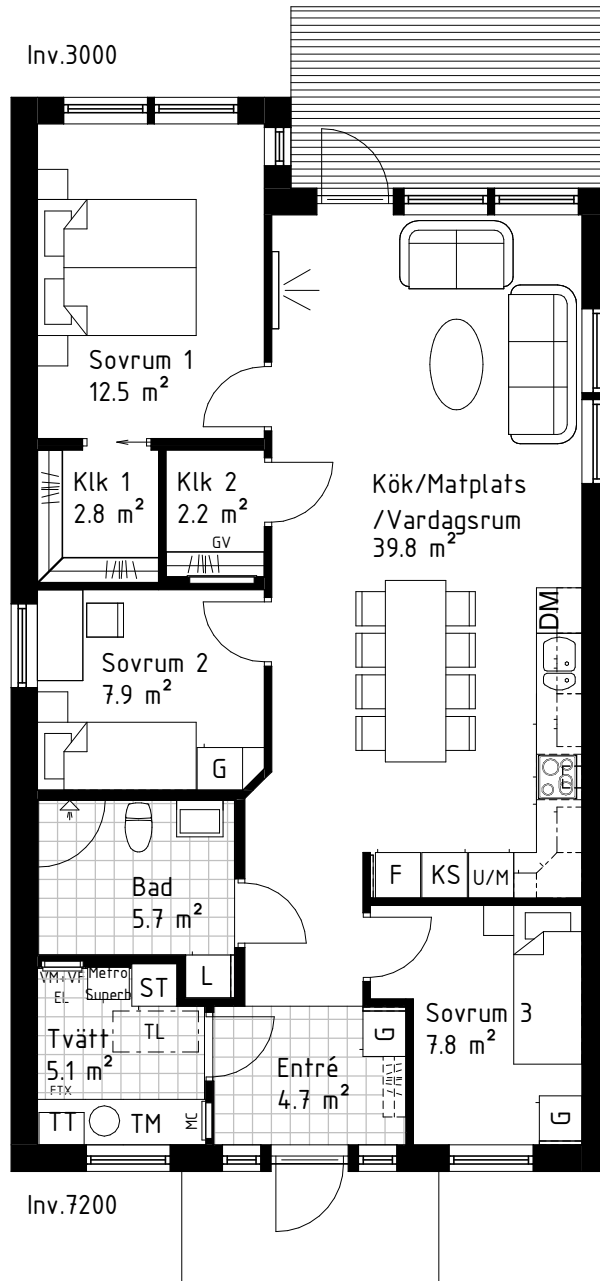 Inv.3000
Sovrum 1
12.5 m²
Klk 1
2.8 m²
Klk 2
2.2 m²
GV
Kök/Matplats
/Vardagsrum
39.8 m²
DM
Sovrum 2
7.9 m²
G
F
KS
U/M
Bad
5.7 m²
L
VM+VF
EL
Metro
Superb
ST
TL
Tvätt
5.1 m²
FTX
TT
TM
MC
Entré
4.7 m²
G
Sovrum 3
7.8 m²
G
Inv.7200